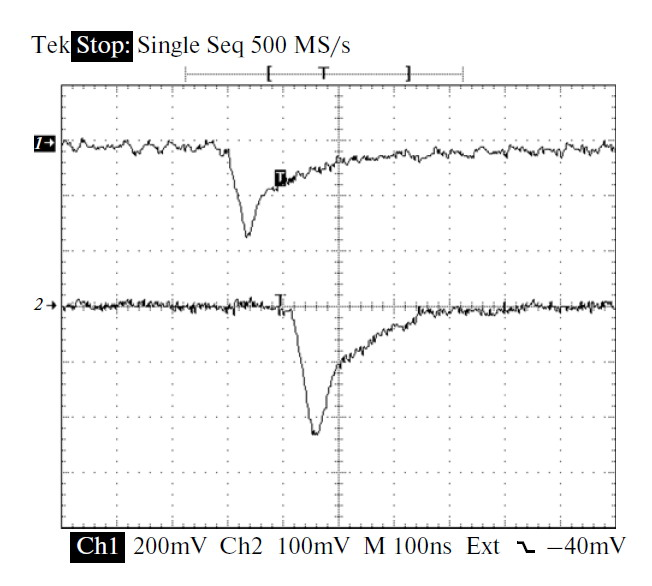 Tek Stop: Single Seq 500 MS/s
T
1→
T
2→
T
Ch1 200mV Ch2 100mV M 100ns Ext −40mV